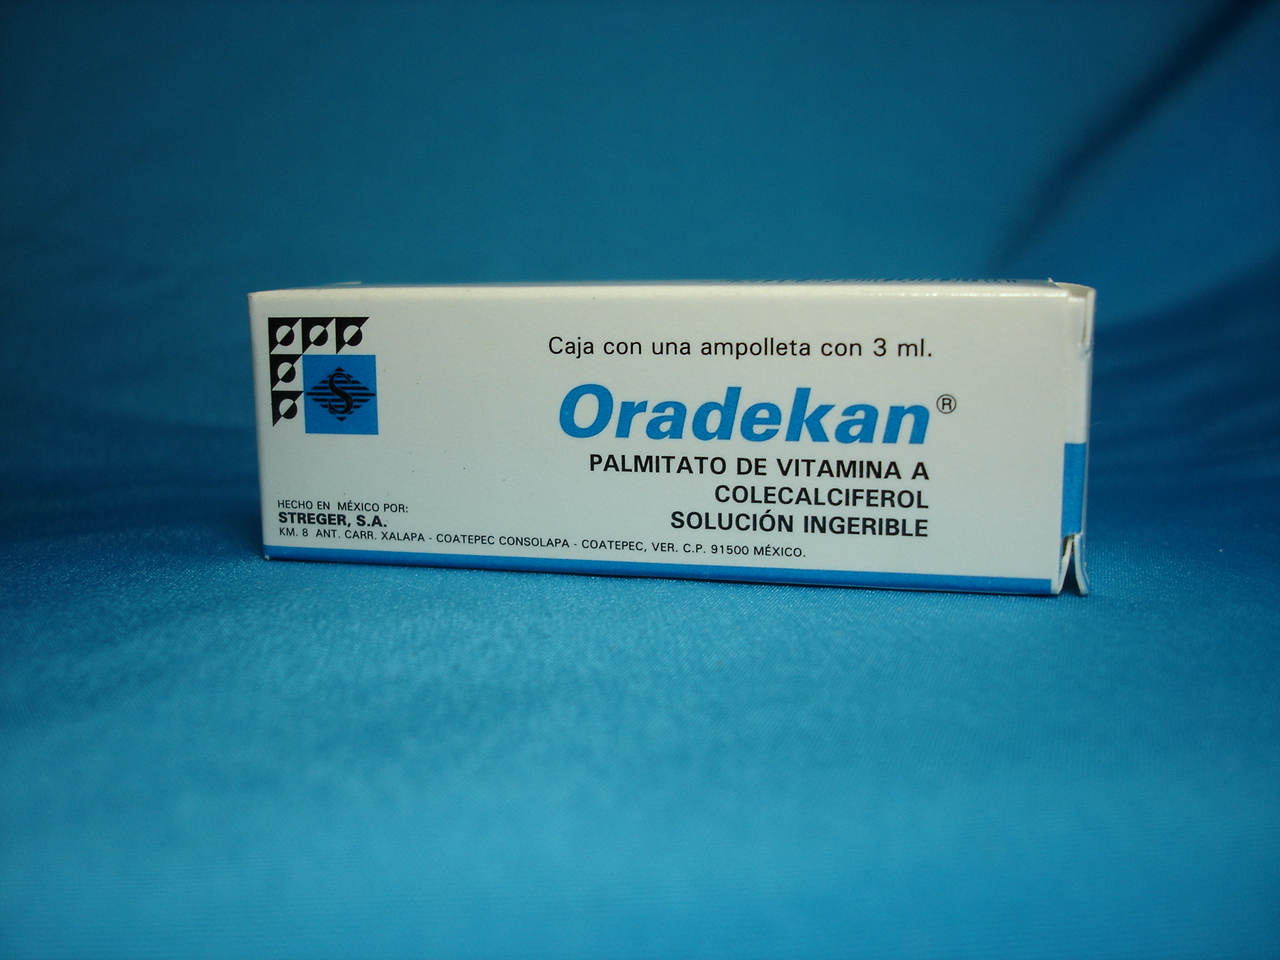 Caja con una ampolleta con 3 ml.
Oradekan®
PALMITATO DE VITAMINA A
COLECALCIFEROL
SOLUCIÓN INGERIBLE
S
HECHO EN MÉXICO POR:
STREGER, S.A.
KM. 8 ANT. CARR. XALAPA - COATEPEC CONSOLAPA - COATEPEC, VER. C.P. 91500 MÉXICO.